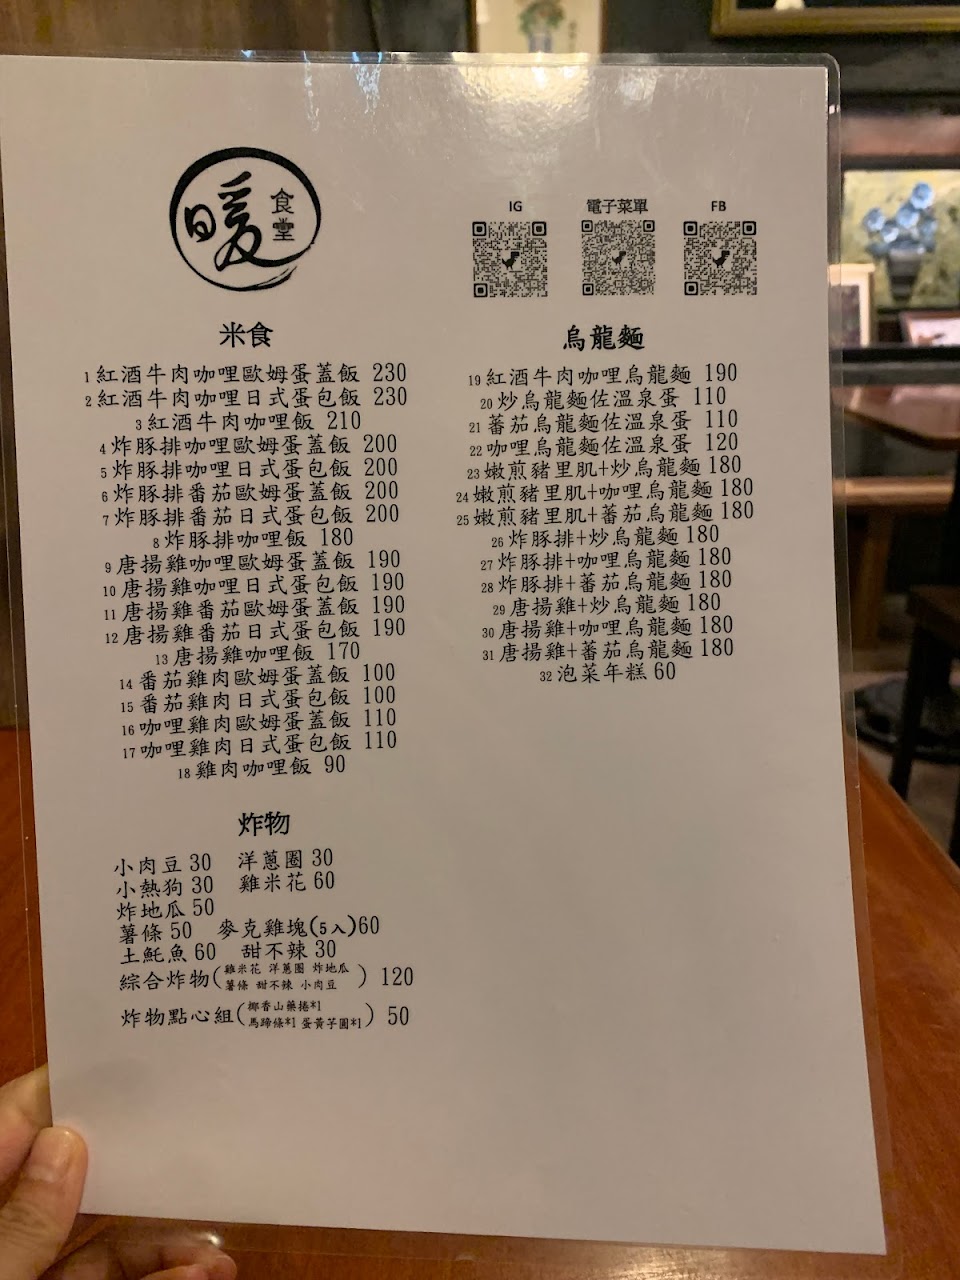 暖 食堂
IG 電子菜單 FB
米食
1 紅酒牛肉咖哩歐姆蛋蓋飯 230
2 紅酒牛肉咖哩日式蛋包飯 230
3 紅酒牛肉咖哩飯 210
4 炸豚排咖哩歐姆蛋蓋飯 200
5 炸豚排咖哩日式蛋包飯 200
6 炸豚排番茄歐姆蛋蓋飯 200
7 炸豚排番茄日式蛋包飯 200
8 炸豚排咖哩飯 180
9 唐揚雞咖哩歐姆蛋蓋飯 190
10 唐揚雞咖哩日式蛋包飯 190
11 唐揚雞番茄歐姆蛋蓋飯 190
12 唐揚雞番茄日式蛋包飯 190
13 唐揚雞咖哩飯 170
14 番茄雞肉歐姆蛋蓋飯 100
15 番茄雞肉日式蛋包飯 100
16 咖哩雞肉歐姆蛋蓋飯 110
17 咖哩雞肉日式蛋包飯 110
18 雞肉咖哩飯 90
炸物
小肉豆 30 洋蔥圈 30
小熱狗 30 雞米花 60
炸地瓜 50
薯條 50 麥克雞塊(5入)60
土魠魚 60 甜不辣 30
綜合炸物(雞米花 洋蔥圈 炸地瓜
薯條 甜不辣 小肉豆) 120
炸物點心組(椰香山藥捲*1
馬蹄條*1 蛋黃芋圓*1) 50
烏龍麵
19 紅酒牛肉咖哩烏龍麵 190
20 炒烏龍麵佐溫泉蛋 110
21 蕃茄烏龍麵佐溫泉蛋 110
22 咖哩烏龍麵佐溫泉蛋 120
23 嫩煎豬里肌+炒烏龍麵 180
24 嫩煎豬里肌+咖哩烏龍麵 180
25 嫩煎豬里肌+蕃茄烏龍麵 180
26 炸豚排+炒烏龍麵 180
27 炸豚排+咖哩烏龍麵 180
28 炸豚排+蕃茄烏龍麵 180
29 唐揚雞+炒烏龍麵 180
30 唐揚雞+咖哩烏龍麵 180
31 唐揚雞+蕃茄烏龍麵 180
32 泡菜年糕 60